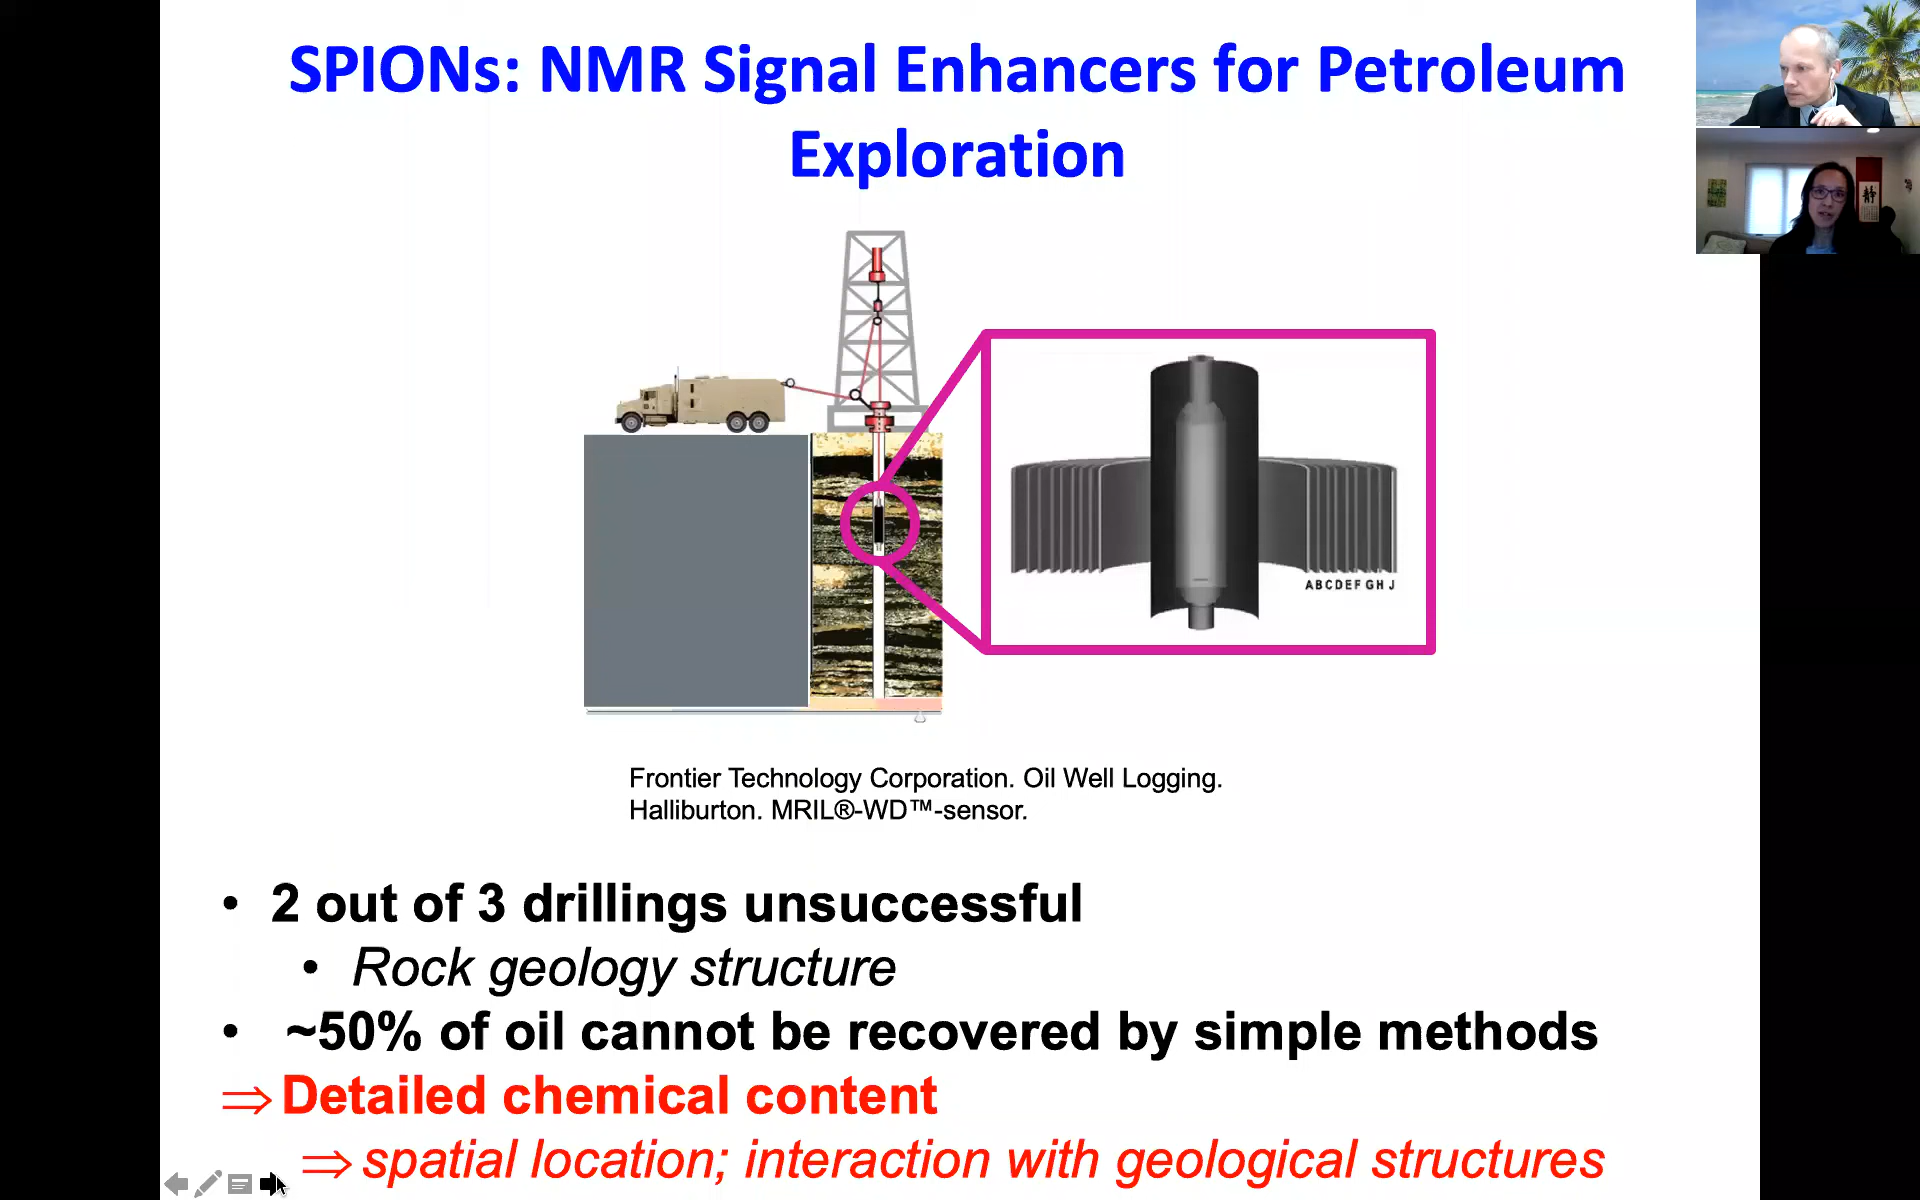 SPIONs: NMR Signal Enhancers for Petroleum
Exploration
静
A B C D E F G H J
Frontier Technology Corporation. Oil Well Logging.
Halliburton. MRIL®-WD™-sensor.
• 2 out of 3 drillings unsuccessful
• Rock geology structure
• ~50% of oil cannot be recovered by simple methods
⇒ Detailed chemical content
⇒ spatial location; interaction with geological structures